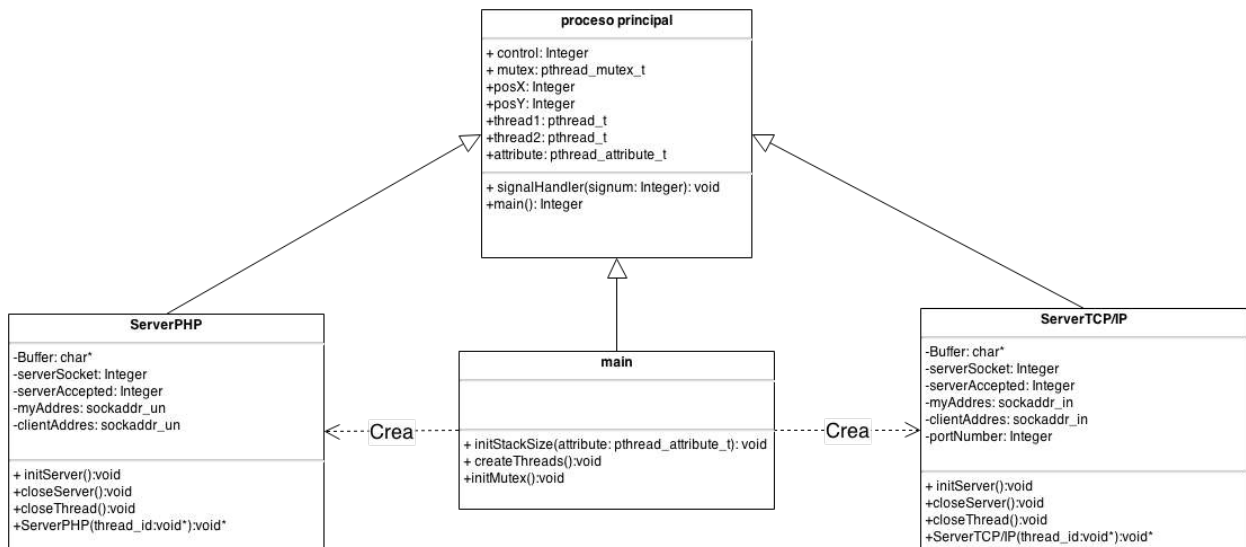 proceso principal
+ control: Integer
+ mutex: pthread_mutex_t
+posX: Integer
+posY: Integer
+thread1: pthread_t
+thread2: pthread_t
+attribute: pthread_attribute_t
+ signalHandler(signum: Integer): void
+main(): Integer
ServerPHP
-Buffer: char*
-serverSocket: Integer
-serverAccepted: Integer
-myAddres: sockaddr_un
-clientAddres: sockaddr_un
+ initServer():void
+closeServer():void
+closeThread():void
+ServerPHP(thread_id:void*):void*
Crea
main
+ initStackSize(attribute: pthread_attribute_t): void
+ createThreads():void
+initMutex():void
Crea
ServerTCP/IP
-Buffer: char*
-serverSocket: Integer
-serverAccepted: Integer
-myAddres: sockaddr_in
-clientAddres: sockaddr_in
-portNumber: Integer
+ initServer():void
+closeServer():void
+closeThread():void
+ServerTCP/IP(thread_id:void*):void*